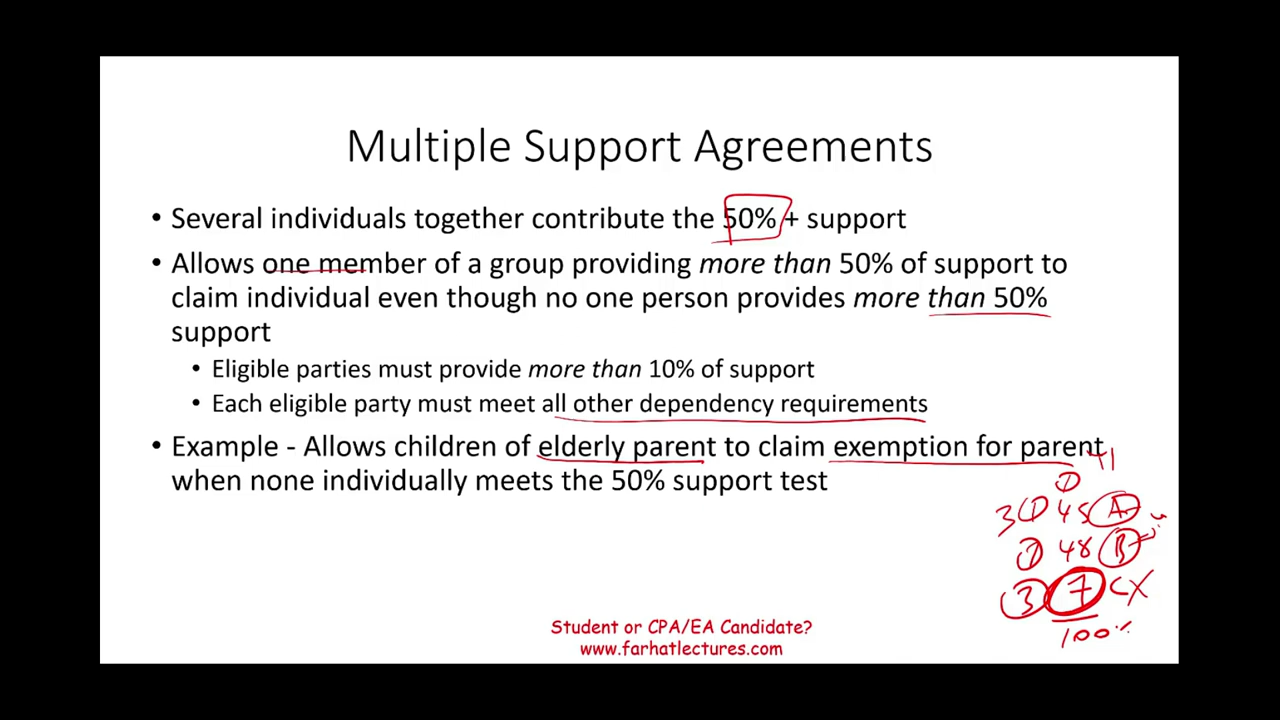 Multiple Support Agreements
• Several individuals together contribute the 50% + support
• Allows one member of a group providing more than 50% of support to
claim individual even though no one person provides more than 50%
support
• Eligible parties must provide more than 10% of support
• Each eligible party must meet all other dependency requirements
• Example - Allows children of elderly parent to claim exemption for parent
when none individually meets the 50% support test
45 A
48 B
3 7 C X
100%
Student or CPA/EA Candidate?
www.farhatlectures.com